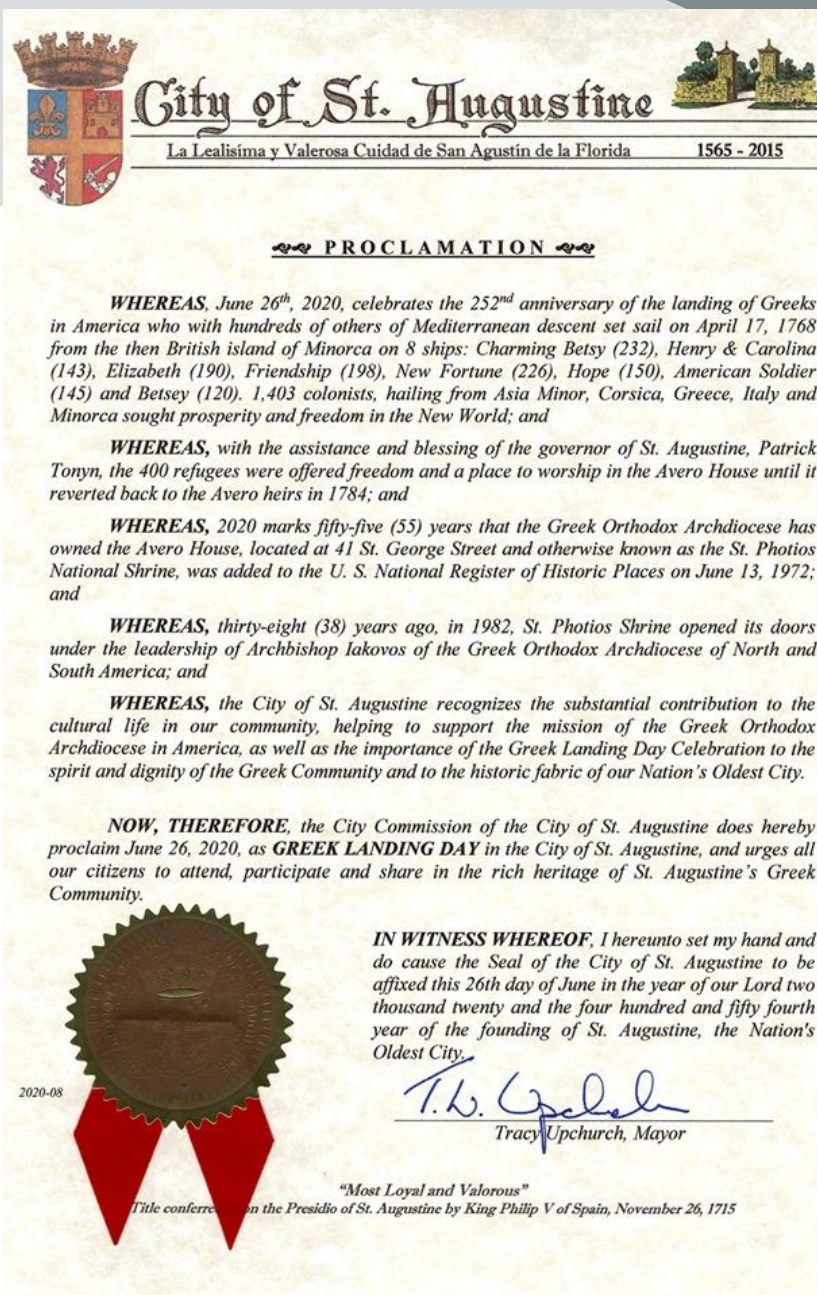 City of St. Augustine
La Lealisíma y Valerosa Cuidad de San Agustín de la Florida 1565 - 2015
PROCLAMATION
WHEREAS, June 26th, 2020, celebrates the 252nd anniversary of the landing of Greeks
in America who with hundreds of others of Mediterranean descent set sail on April 17, 1768
from the then British island of Minorca on 8 ships: Charming Betsy (232), Henry & Carolina
(143), Elizabeth (190), Friendship (198), New Fortune (226), Hope (150), American Soldier
(145) and Betsey (120). 1,403 colonists, hailing from Asia Minor, Corsica, Greece, Italy and
Minorca sought prosperity and freedom in the New World; and
WHEREAS, with the assistance and blessing of the governor of St. Augustine, Patrick
Tonyn, the 400 refugees were offered freedom and a place to worship in the Avero House until it
reverted back to the Avero heirs in 1784; and
WHEREAS, 2020 marks fifty-five (55) years that the Greek Orthodox Archdiocese has
owned the Avero House, located at 41 St. George Street and otherwise known as the St. Photios
National Shrine, was added to the U. S. National Register of Historic Places on June 13, 1972;
and
WHEREAS, thirty-eight (38) years ago, in 1982, St. Photios Shrine opened its doors
under the leadership of Archbishop Iakovos of the Greek Orthodox Archdiocese of North and
South America; and
WHEREAS, the City of St. Augustine recognizes the substantial contribution to the
cultural life in our community, helping to support the mission of the Greek Orthodox
Archdiocese in America, as well as the importance of the Greek Landing Day Celebration to the
spirit and dignity of the Greek Community and to the historic fabric of our Nation's Oldest City.
NOW, THEREFORE, the City Commission of the City of St. Augustine does hereby
proclaim June 26, 2020, as GREEK LANDING DAY in the City of St. Augustine, and urges all
our citizens to attend, participate and share in the rich heritage of St. Augustine's Greek
Community.
IN WITNESS WHEREOF, I hereunto set my hand and
do cause the Seal of the City of St. Augustine to be
affixed this 26th day of June in the year of our Lord two
thousand twenty and the four hundred and fifty fourth
year of the founding of St. Augustine, the Nation's
Oldest City.
2020-08
T.W. Upchurch
Tracy Upchurch, Mayor
"Most Loyal and Valorous"
Title conferred on the Presidio of St. Augustine by King Philip V of Spain, November 26, 1715